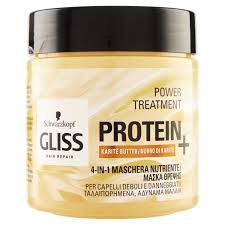 POWER
TREATMENT
Schwarzkopf
GLISS
HAIR REPAIR
PROTEIN+
KARITÉ BUTTER/BURRO DI KARITÉ
4-IN-1 MASCHERA NUTRIENTE/
ΜΑΣΚΑ ΘΡΕΨΗΣ
PER CAPELLI DEBOLI E DANNEGGIATI/
ΤΑΛΑΙΠΩΡΗΜΕΝΑ, ΑΔΥΝΑΜΑ ΜΑΛΛΙΑ